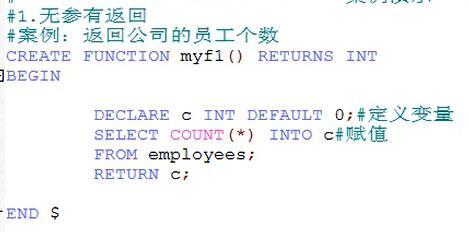 #1.无参有返回
#案例：返回公司的员工个数
CREATE FUNCTION myf1() RETURNS INT
BEGIN
DECLARE c INT DEFAULT 0;#定义变量
SELECT COUNT(*) INTO c#赋值
FROM employees;
RETURN c;
END $